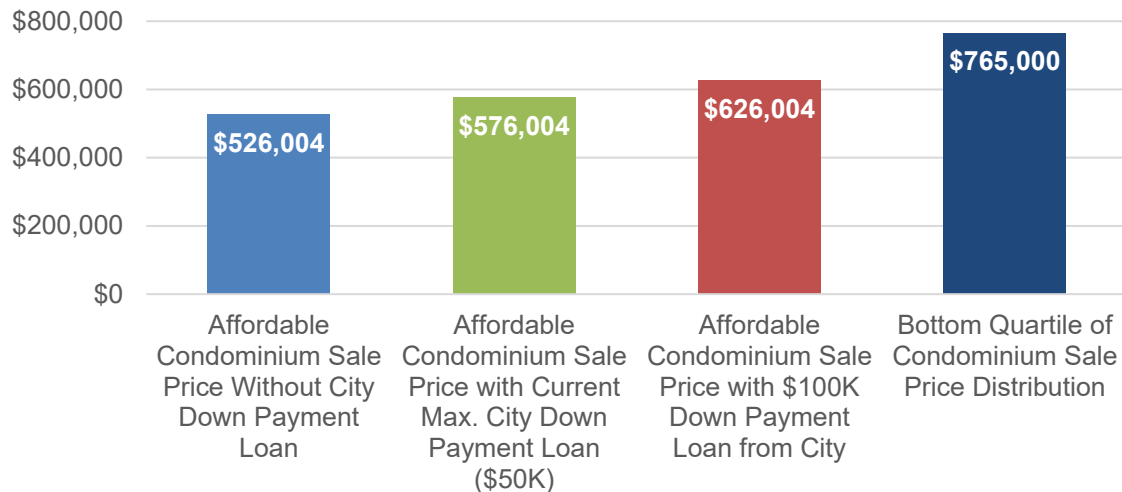 $800,000
$600,000
$400,000
$200,000
$0
$526,004
$576,004
$626,004
$765,000
Affordable
Condominium Sale
Price Without City
Down Payment
Loan
Affordable
Condominium Sale
Price with Current
Max. City Down
Payment Loan
($50K)
Affordable
Condominium Sale
Price with $100K
Down Payment
Loan from City
Bottom Quartile of
Condominium Sale
Price Distribution